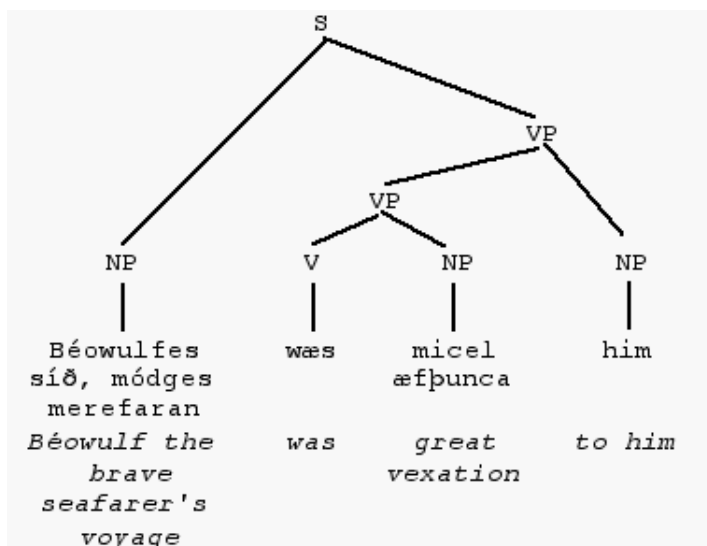 S
VP
VP
NP V NP NP
Béowulfes wæs micel him
síð, módges æfþunca
merefaran
Béowulf the was great to him
brave vexation
seafarer's
voyage